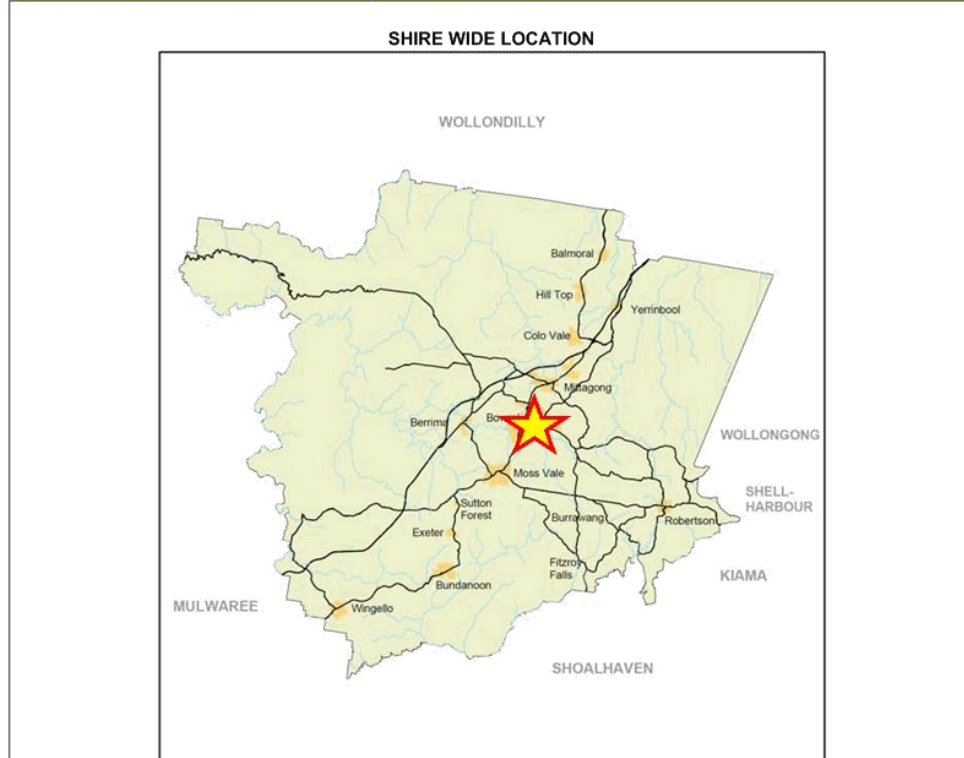 SHIRE WIDE LOCATION
WOLLONDILLY
Balmoral
Hill Top
Yerrinbool
Colo Vale
Mittagong
Berrima
WOLLONGONG
Moss Vale
SHELL-
HARBOUR
Sutton
Forest
Burrawang
Robertson
Exeter
Fitzroy
Falls
KIAMA
Bundanoon
MULWAREE
Wingello
SHOALHAVEN